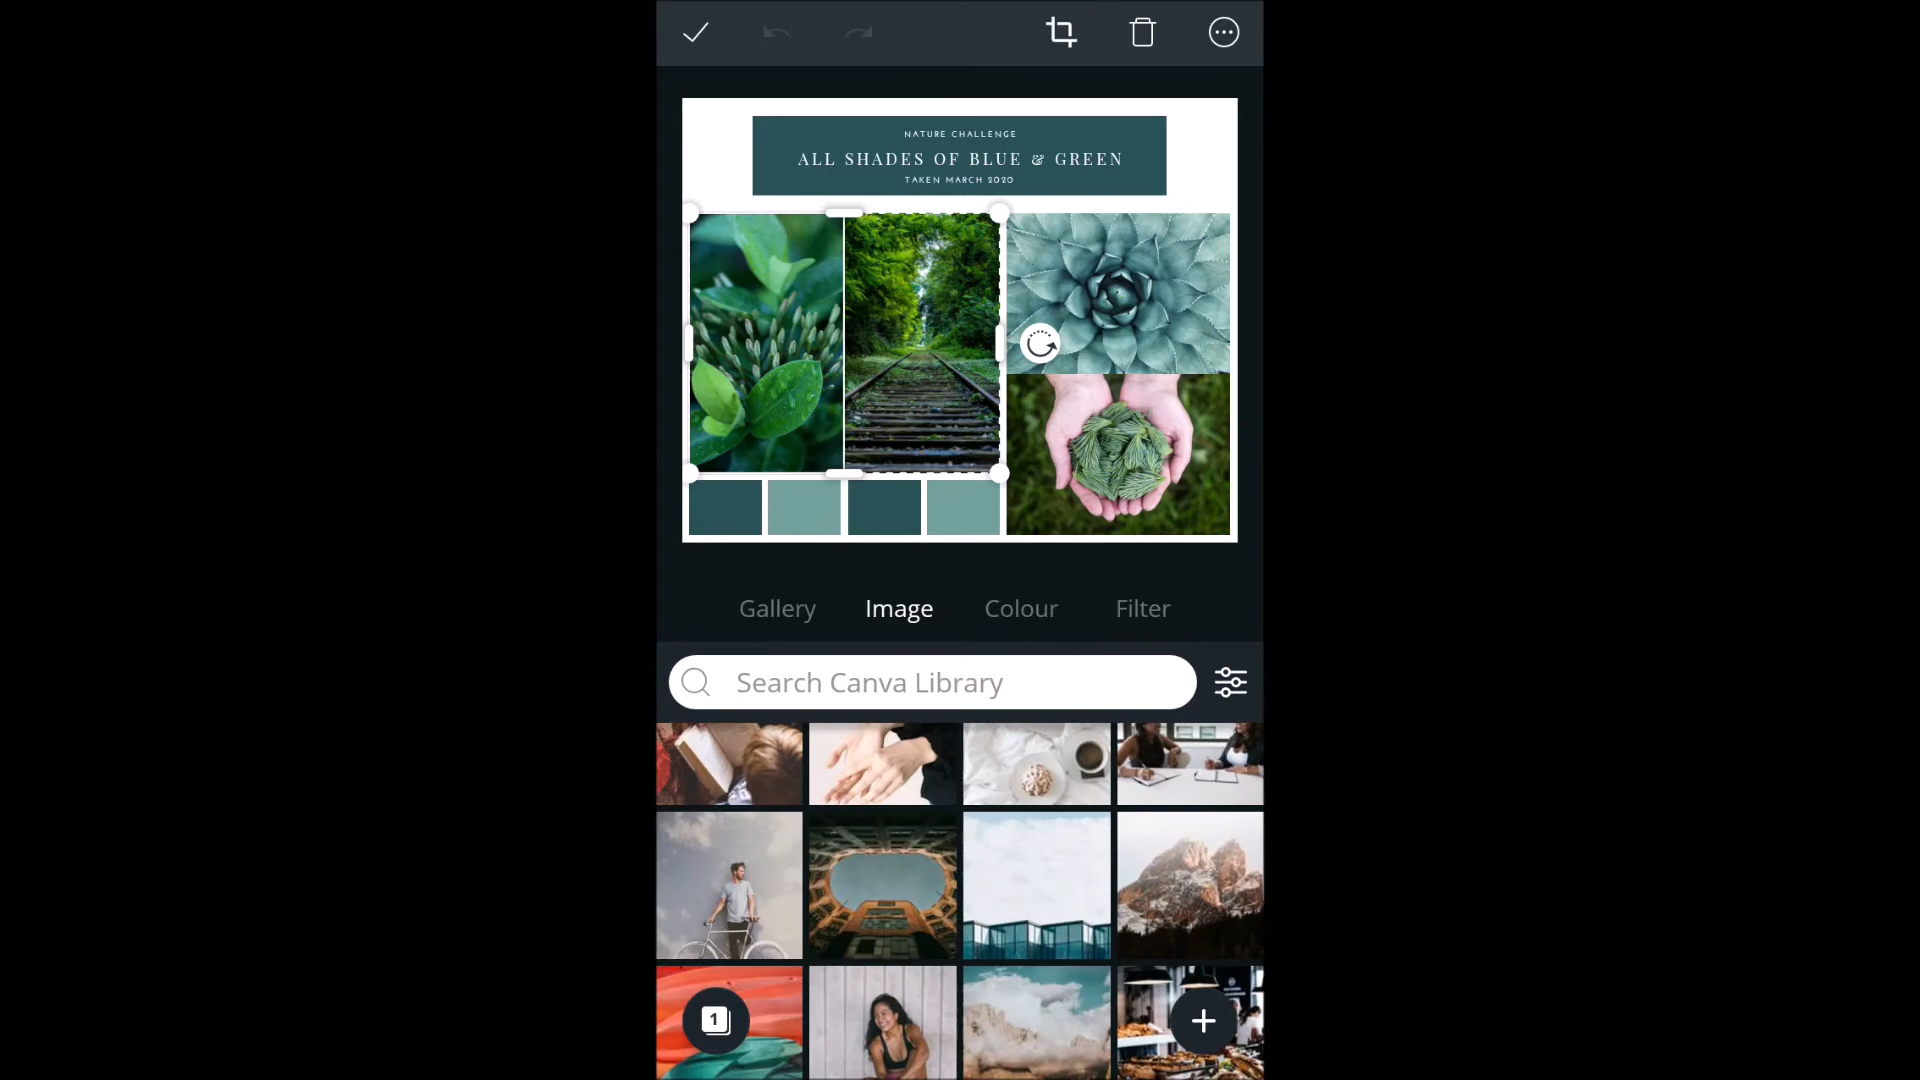 NATURE CHALLENGE
ALL SHADES OF BLUE & GREEN
TAKEN MARCH 2020
Gallery Image Colour Filter
Search Canva Library
1